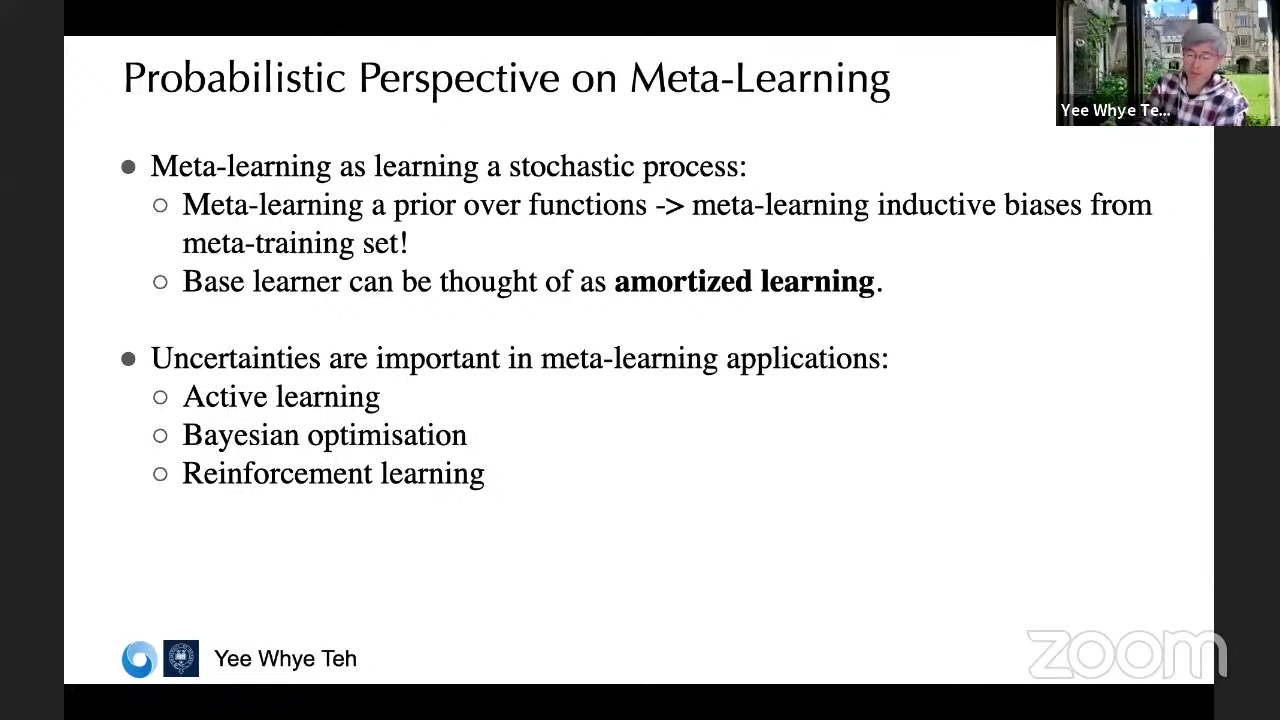 Probabilistic Perspective on Meta-Learning
Yee Whye Te...
● Meta-learning as learning a stochastic process:
○ Meta-learning a prior over functions -> meta-learning inductive biases from
meta-training set!
○ Base learner can be thought of as amortized learning.
● Uncertainties are important in meta-learning applications:
○ Active learning
○ Bayesian optimisation
○ Reinforcement learning
Yee Whye Teh
zoom